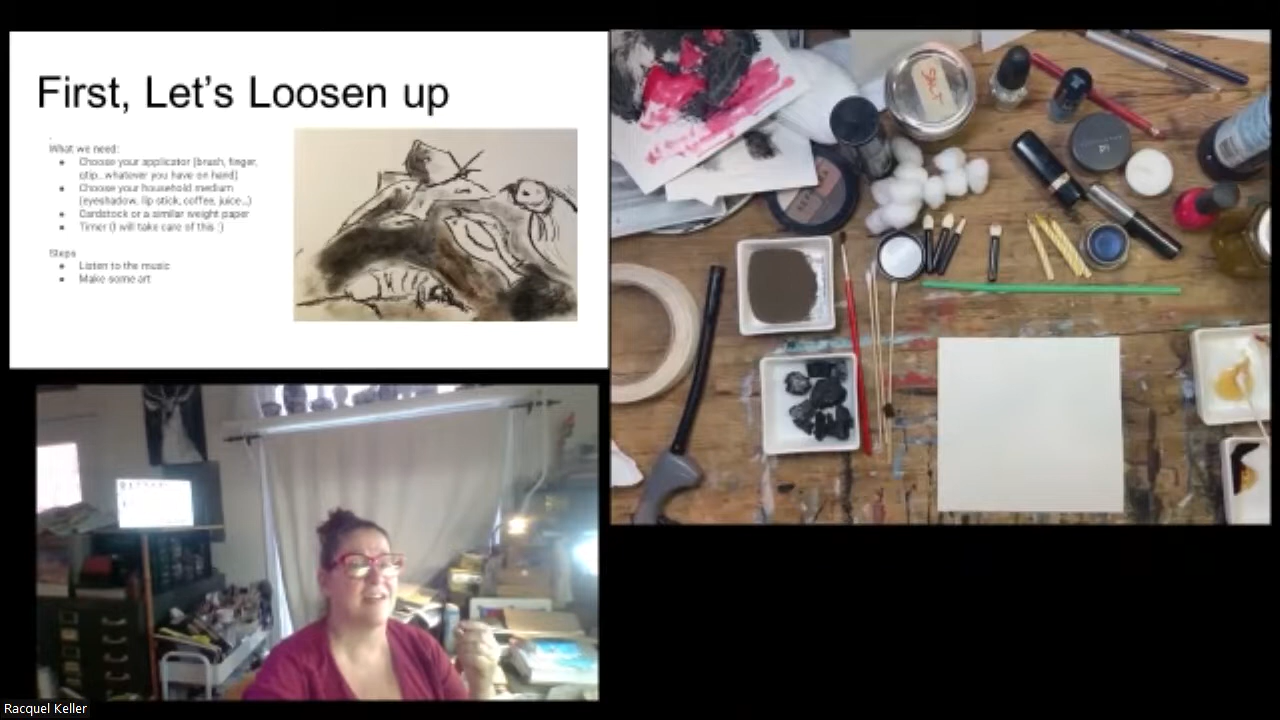 First, Let's Loosen up
What we need:
Choose your applicator (brush, finger,
qtip...whatever you have on hand)
Choose your household medium
(eyeshadow, lip stick, coffee, juice...)
Cardstock or a similar weight paper
Timer (I will take care of this :)
Steps
Listen to the music
Make some art
SALT
Racquel Keller